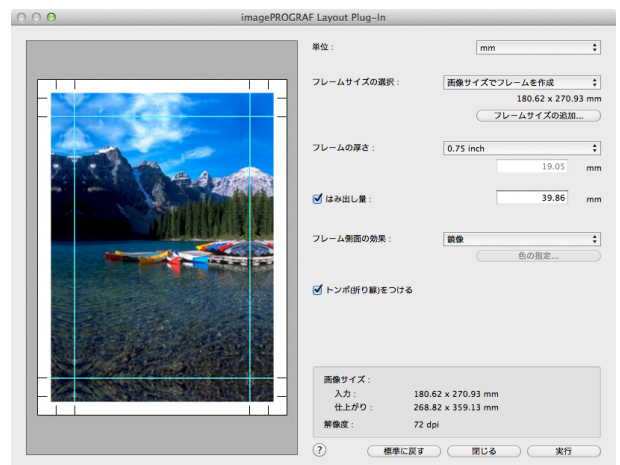 imagePROGRAF Layout Plug-In
単位：
mm
フレームサイズの選択：
画像サイズでフレームを作成
180.62 x 270.93 mm
フレームサイズの追加...
フレームの厚さ：
0.75 inch
19.05 mm
はみ出し量：
39.86 mm
フレーム側面の効果：
鏡像
色の指定...
トンボ(折り線)をつける
画像サイズ：
入力： 180.62 x 270.93 mm
仕上がり： 268.82 x 359.13 mm
解像度： 72 dpi
? 標準に戻す 閉じる 実行